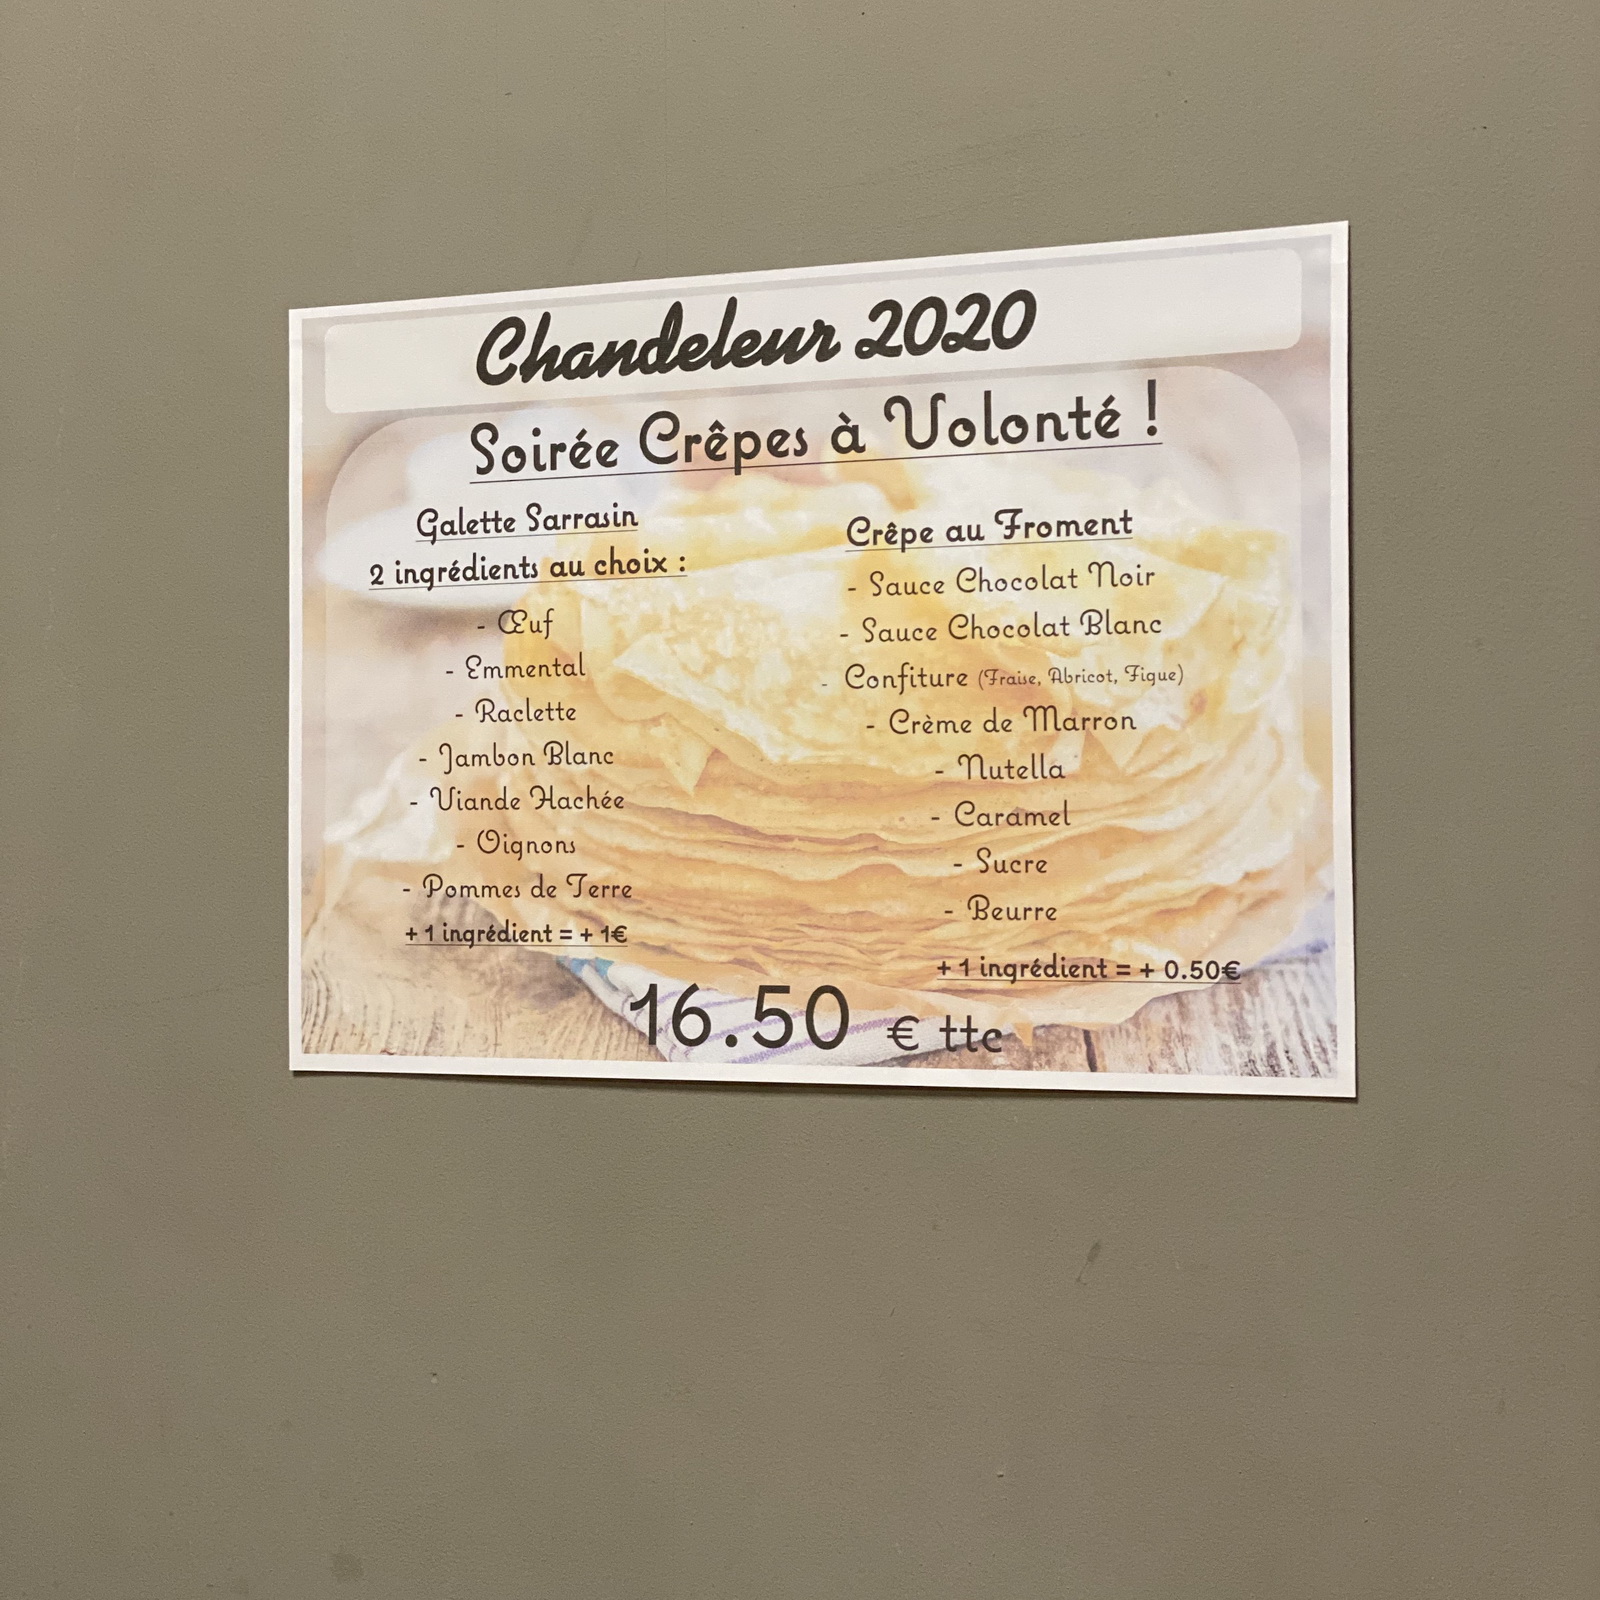 Chandeleur 2020
Soirée Crêpes à Volonté !
Galette Sarrasin
2 ingrédients au choix :
- Œuf
- Emmental
- Raclette
- Jambon Blanc
- Viande Hachée
- Oignons
- Pommes de Terre
+ 1 ingrédient = + 1€
Crêpe au Froment
- Sauce Chocolat Noir
- Sauce Chocolat Blanc
- Confiture (Fraise, Abricot, Figue)
- Crème de Marron
- Nutella
- Caramel
- Sucre
- Beurre
+ 1 ingrédient = + 0.50€
16.50 € ttc